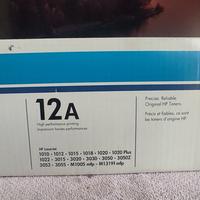 12A
High performance printing
Impression hautes performances
Precise. Reliable.
Original HP Toners.
Précis et fiables, ce sont
les toners d'origine HP
HP LaserJet
1010 • 1012 • 1015 • 1018 • 1020 • 1020 Plus
1022 • 3015 • 3020 • 3030 • 3050 • 3050Z
3052 • 3055 • M1005 mfp • M1319f mfp